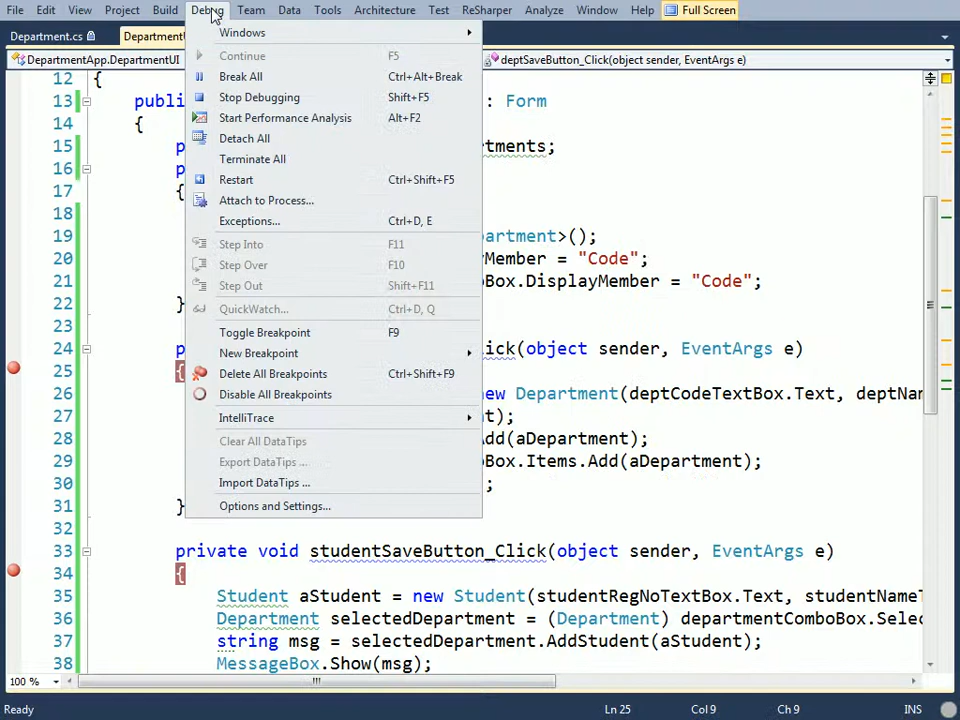 File Edit View Project Build Debug Team Data Tools Architecture Test ReSharper Analyze Window Help Full Screen
Department.cs DepartmentU
DepartmentApp.DepartmentUI deptSaveButton_Click(object sender, EventArgs e)
Windows
Continue F5
Break All Ctrl+Alt+Break
Stop Debugging Shift+F5
Start Performance Analysis Alt+F2
Detach All
Terminate All
Restart Ctrl+Shift+F5
Attach to Process...
Exceptions... Ctrl+D, E
Step Into F11
Step Over F10
Step Out Shift+F11
QuickWatch... Ctrl+D, Q
Toggle Breakpoint F9
New Breakpoint
Delete All Breakpoints Ctrl+Shift+F9
Disable All Breakpoints
IntelliTrace
Clear All DataTips
Export DataTips ...
Import DataTips ...
Options and Settings...
12 {
13 publi : Form
14 {
15 p rtments;
16 p
17 {
18
19 partment>();
20 yMember = "Code";
21 oBox.DisplayMember = "Code";
22 }
23
24 p lick(object sender, EventArgs e)
25 {
26 new Department(deptCodeTextBox.Text, deptNam
27 t);
28 Add(aDepartment);
29 oBox.Items.Add(aDepartment);
30 ;
31 }
32
33 private void studentSaveButton_Click(object sender, EventArgs e)
34 {
35 Student aStudent = new Student(studentRegNoTextBox.Text, studentNameT
36 Department selectedDepartment = (Department) departmentComboBox.Selec
37 string msg = selectedDepartment.AddStudent(aStudent);
38 MessageBox.Show(msg);
100 %
Ready Ln 25 Col 9 Ch 9 INS